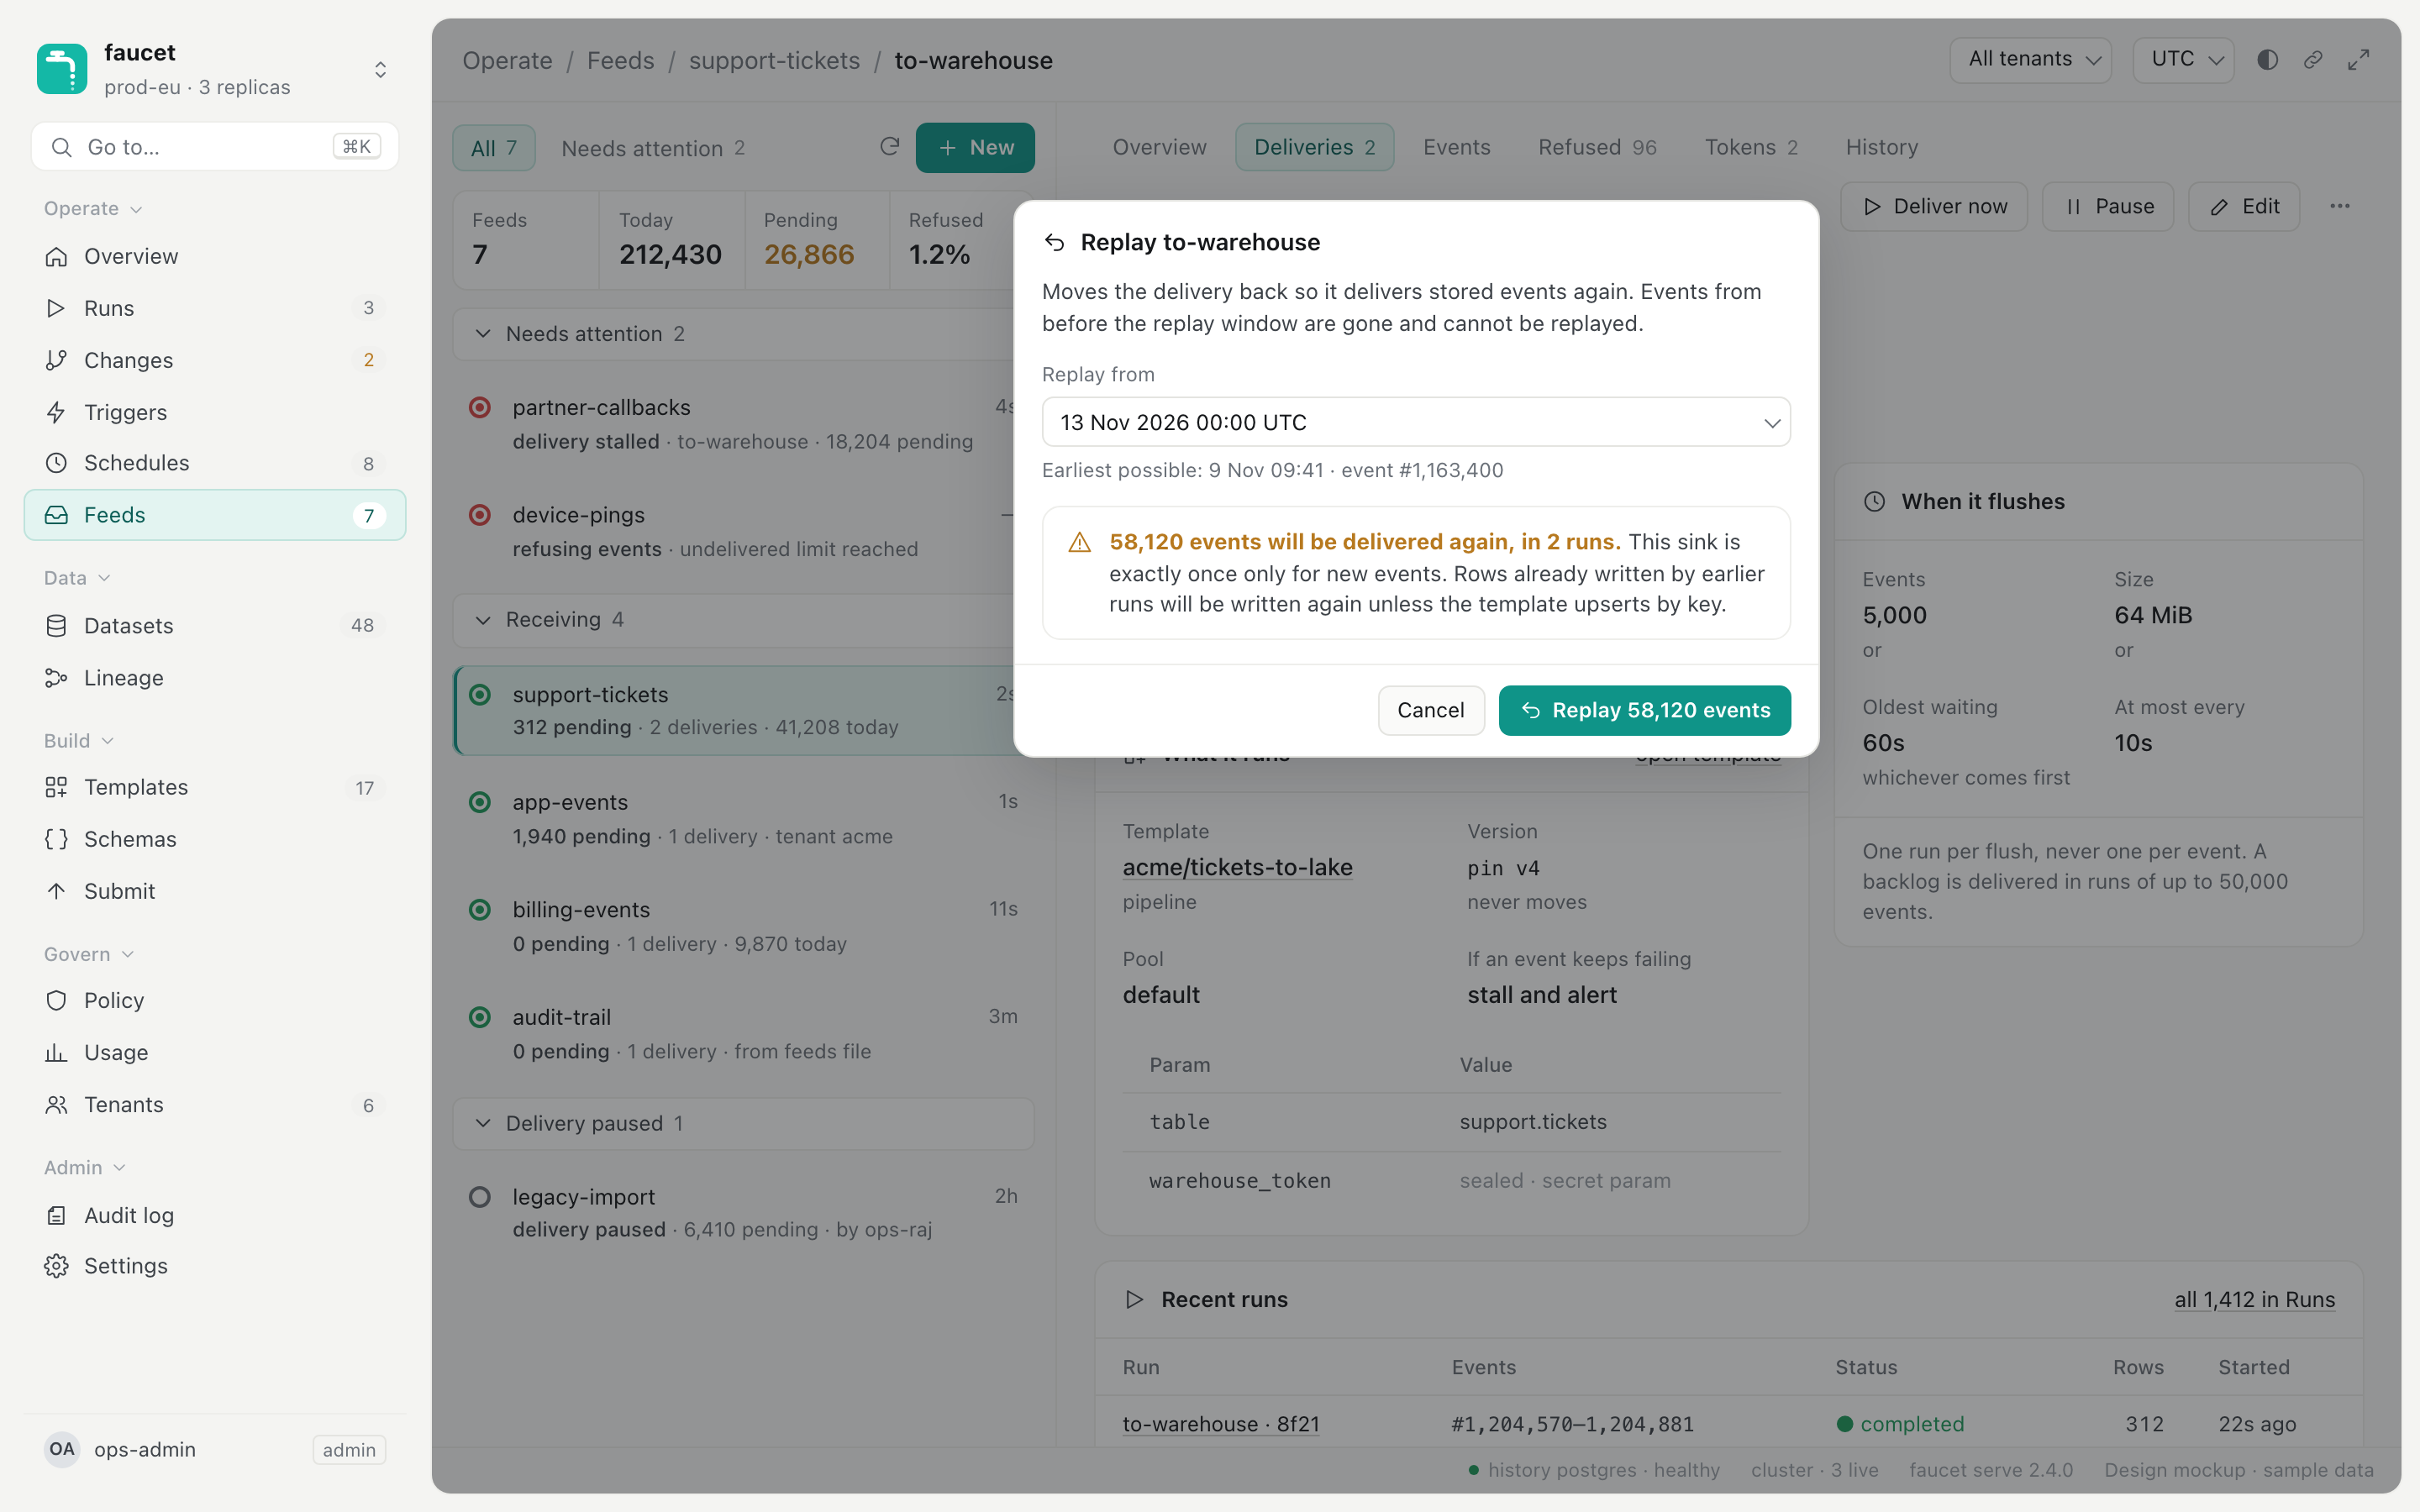 faucet
prod-eu · 3 replicas
Go to...
⌘K
Operate
Overview
Runs 3
Changes 2
Triggers
Schedules 8
Feeds 7
Data
Datasets 48
Lineage
Build
Templates 17
Schemas
Submit
Govern
Policy
Usage
Tenants 6
Admin
Audit log
Settings
OA ops-admin admin
Operate / Feeds / support-tickets / to-warehouse
All tenants
UTC
All 7
Needs attention 2
New
Feeds
7
Today
212,430
Pending
26,866
Refused
1.2%
Needs attention 2
partner-callbacks
delivery stalled · to-warehouse · 18,204 pending
device-pings
refusing events · undelivered limit reached
Receiving 4
support-tickets
312 pending · 2 deliveries · 41,208 today
app-events 1s
1,940 pending · 1 delivery · tenant acme
billing-events 11s
0 pending · 1 delivery · 9,870 today
audit-trail 3m
0 pending · 1 delivery · from feeds file
Delivery paused 1
legacy-import 2h
delivery paused · 6,410 pending · by ops-raj
Overview
Deliveries 2
Events
Refused 96
Tokens 2
History
Deliver now
Pause
Edit
Replay to-warehouse
Moves the delivery back so it delivers stored events again. Events from
before the replay window are gone and cannot be replayed.
Replay from
13 Nov 2026 00:00 UTC
Earliest possible: 9 Nov 09:41 · event #1,163,400
58,120 events will be delivered again, in 2 runs. This sink is
exactly once only for new events. Rows already written by earlier
runs will be written again unless the template upserts by key.
Cancel
Replay 58,120 events
When it flushes
Events
5,000
or
Size
64 MiB
or
Oldest waiting
60s
whichever comes first
At most every
10s
One run per flush, never one per event. A
backlog is delivered in runs of up to 50,000
events.
What it runs
open template
Template
acme/tickets-to-lake
pipeline
Version
pin v4
never moves
Pool
default
If an event keeps failing
stall and alert
Param Value
table support.tickets
warehouse_token sealed · secret param
Recent runs
all 1,412 in Runs
Run Events Status Rows Started
to-warehouse · 8f21 #1,204,570–1,204,881 completed 312 22s ago
history postgres · healthy
cluster · 3 live
faucet serve 2.4.0
Design mockup · sample data